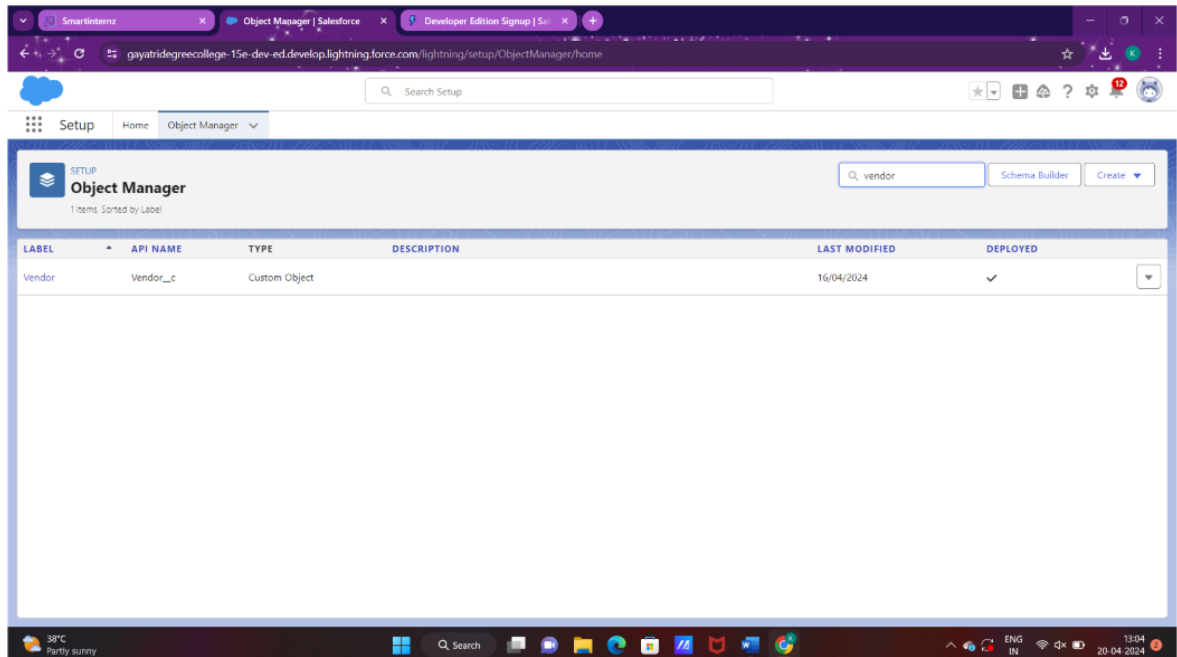 Smartinternz
Object Manager | Salesforce
Developer Edition Signup | Sal
gayatridegreecollege-15e-dev-ed.develop.lightning.force.com/lightning/setup/ObjectManager/home
K
Search Setup
12
Setup Home Object Manager
SETUP
Object Manager
1 Items. Sorted by Label
vendor
Schema Builder
Create
LABEL API NAME TYPE DESCRIPTION LAST MODIFIED DEPLOYED
Vendor Vendor__c Custom Object 16/04/2024
38°C
Partly sunny
Search
ENG
IN
13:04
20-04-2024
2